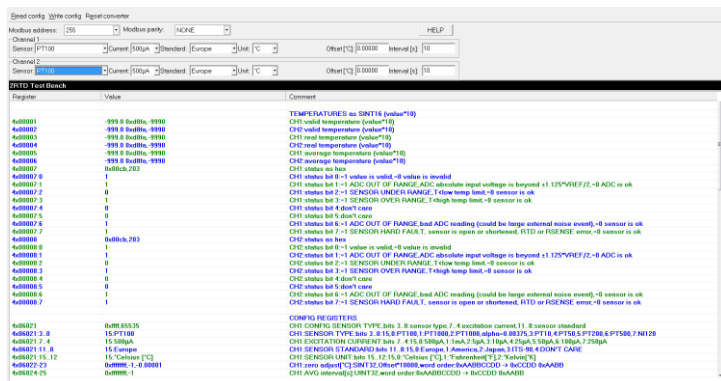 Read config Write config Reset converter
Modbus address: 255 Modbus parity: NONE HELP
Channel 1
Sensor: PT100 Current: 500µA Standard: Europe Unit: °C Offset [°C]: 0.00000 Interval [s]: 10
Channel 2
Sensor: PT100 Current: 500µA Standard: Europe Unit: °C Offset [°C]: 0.00000 Interval [s]: 10
2RTD Test Bench
Register Value Comment
TEMPERATURES as SINT16 (value*10)
4x00001 -999.0 0xd8fa,-9990 CH1:valid temperature (value*10)
4x00002 -999.0 0xd8fa,-9990 CH2:valid temperature (value*10)
4x00003 -999.0 0xd8fa,-9990 CH1:real temperature (value*10)
4x00004 -999.0 0xd8fa,-9990 CH2:real temperature (value*10)
4x00005 -999.0 0xd8fa,-9990 CH1:average temperature (value*10)
4x00006 -999.0 0xd8fa,-9990 CH2:average temperature (value*10)
4x00007 0x00cb,203 CH1:status as hex
4x00007:0 1 CH1:status bit 0:=1 value is valid,=0 value is invalid
4x00007:1 1 CH1:status bit 1:=1 ADC OUT OF RANGE,ADC absolute input voltage is beyond ±1.125*VREF/2,=0 ADC is ok
4x00007:2 0 CH1:status bit 2:=1 SENSOR UNDER RANGE,T<low temp limit,=0 sensor is ok
4x00007:3 1 CH1:status bit 3:=1 SENSOR OVER RANGE,T>high temp limit,=0 sensor is ok
4x00007:4 0 CH1:status bit 4:don't care
4x00007:5 0 CH1:status bit 5:don't care
4x00007:6 1 CH1:status bit 6:=1 ADC OUT OF RANGE,bad ADC reading (could be large external noise event),=0 sensor is ok
4x00007:7 1 CH1:status bit 7:=1 SENSOR HARD FAULT, sensor is open or shortened, RTD or RSENSE error,=0 sensor is ok
4x00008 0x00cb,203 CH2:status as hex
4x00008:0 1 CH2:status bit 0:=1 value is valid,=0 value is invalid
4x00008:1 1 CH2:status bit 1:=1 ADC OUT OF RANGE,ADC absolute input voltage is beyond ±1.125*VREF/2,=0 ADC is ok
4x00008:2 0 CH2:status bit 2:=1 SENSOR UNDER RANGE,T<low temp limit,=0 sensor is ok
4x00008:3 1 CH2:status bit 3:=1 SENSOR OVER RANGE,T>high temp limit,=0 sensor is ok
4x00008:4 0 CH2:status bit 4:don't care
4x00008:5 0 CH2:status bit 5:don't care
4x00008:6 1 CH2:status bit 6:=1 ADC OUT OF RANGE,bad ADC reading (could be large external noise event),=0 sensor is ok
4x00008:7 1 CH2:status bit 7:=1 SENSOR HARD FAULT, sensor is open or shortened, RTD or RSENSE error,=0 sensor is ok
CONFIG REGISTERS
4x06021 0xffff,65535 CH1:CONFIG SENSOR TYPE,bits 3..0:sensor type,7..4:excitation current,11..8:sensor standard
4x06021:3..0 15:PT100 CH1:SENSOR TYPE:bits 3..0:15,0:PT100,1:PT1000,2:PT1000,alpha=0.00375,3:PT10,4:PT50,5:PT200,6:PT500,7:NI120
4x06021:7..4 15:500µA CH1:EXCITATION CURRENT bits 7..4:15,0:500µA,1:1mA,2:5µA,3:10µA,4:25µA,5:50µA,6:100µA,7:250µA
4x06021:11..8 15:Europe CH1:SENSOR STANDARD bits 11..8:15,0:Europe,1:America,2:Japan,3:ITS-90,4:DON'T CARE
4x06021:15..12 15:°Celsius [°C] CH1:SENSOR UNIT:bits 15..12:15,0:°Celsius [°C],1:°Fahrenheit[°F],2:°Kelvin[°K]
4x06022-23 0xffffffff,-1,-0.00001 CH1:zero adjust[°C]:SINT32,Offset*10000,word order:0xAABBCCDD -> 0xCCDD 0xAABB
4x06024-25 0xffffffff,-1 CH1:AVG interval[s]:UINT32,word order:0xAABBCCDD -> 0xCCDD 0xAABB